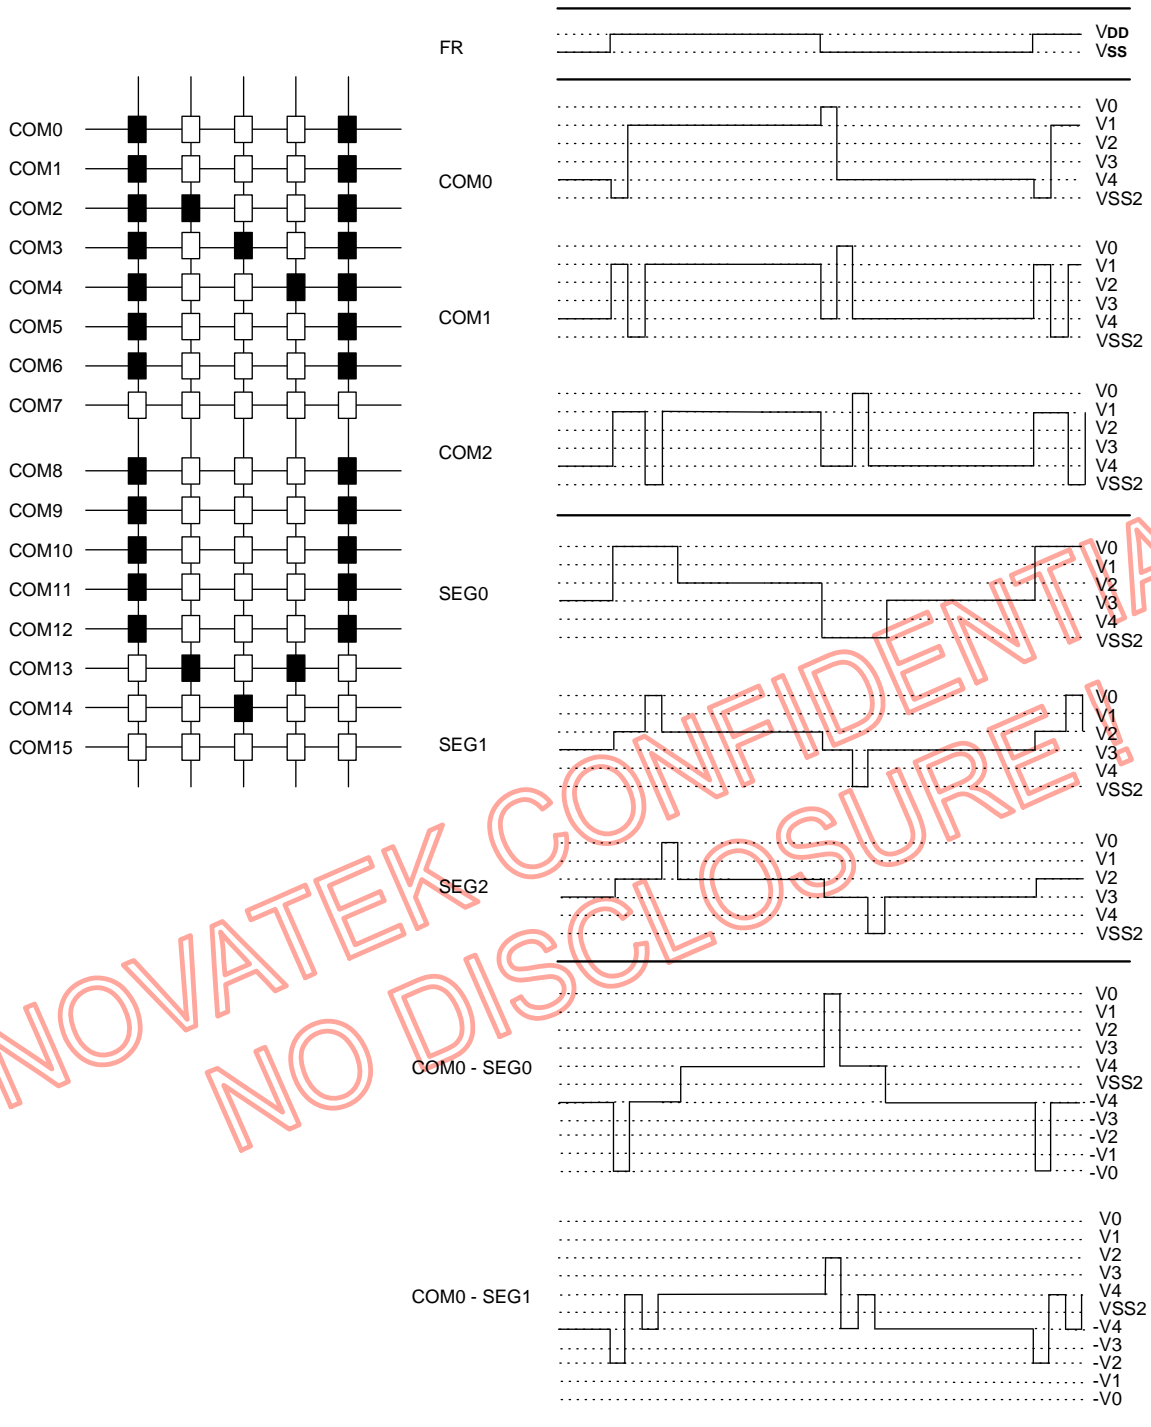 FR
VDD
VSS
COM0
COM1
COM2
COM3
COM4
COM5
COM6
COM7
COM8
COM9
COM10
COM11
COM12
COM13
COM14
COM15
COM0
V0
V1
V2
V3
V4
VSS2
COM1
V0
V1
V2
V3
V4
VSS2
COM2
V0
V1
V2
V3
V4
VSS2
SEG0
V0
V1
V2
V3
V4
VSS2
SEG1
V0
V1
V2
V3
V4
VSS2
SEG2
V0
V1
V2
V3
V4
VSS2
COM0 - SEG0
V0
V1
V2
V3
V4
VSS2
-V4
-V3
-V2
-V1
-V0
COM0 - SEG1
V0
V1
V2
V3
V4
VSS2
-V4
-V3
-V2
-V1
-V0
NOVATEK CONFIDENTIA
NO DISCLOSURE !